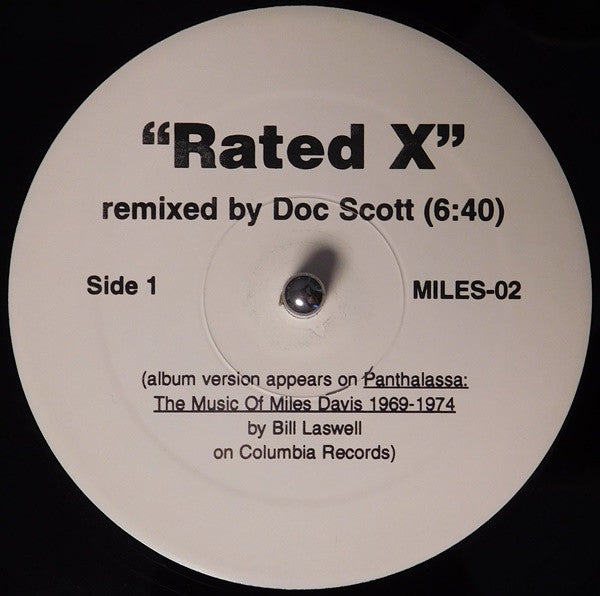 “Rated X”
remixed by Doc Scott (6:40)
Side 1
MILES-02
(album version appears on Panthalassa:
The Music Of Miles Davis 1969-1974
by Bill Laswell
on Columbia Records)